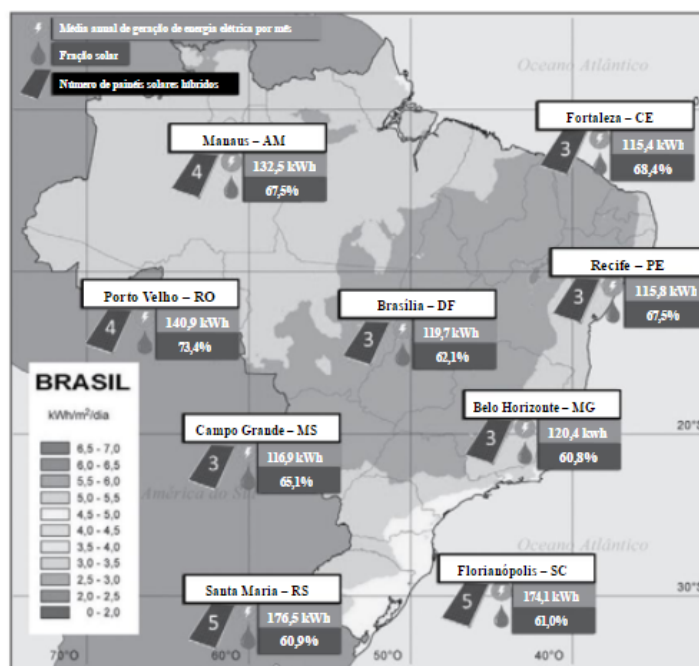 Média anual de geração de energia elétrica por mês
Fração solar
Número de painéis solares híbridos
Oceano Atlântico
0°
Fortaleza – CE
3
115,4 kWh
68,4%
Manaus – AM
4
132,5 kWh
67,5%
Recife – PE
3
115,8 kWh
67,5%
Porto Velho – RO
4
140,9 kWh
73,4%
Brasília – DF
3
119,7 kWh
62,1%
BRASIL
kWh/m²/dia
6,5 - 7,0
6,0 - 6,5
5,5 - 6,0
5,0 - 5,5
4,5 - 5,0
4,0 - 4,5
3,5 - 4,0
3,0 - 3,5
2,5 - 3,0
2,0 - 2,5
0 - 2,0
Belo Horizonte – MG
3
120,4 kwh
60,8%
20°S
Campo Grande – MS
3
116,9 kWh
65,1%
América do Sul
Oceano Atlântico
Florianópolis – SC
5
174,1 kWh
61,0%
30°S
Santa Maria – RS
5
176,5 kWh
60,9%
70°O
50°O
40°O